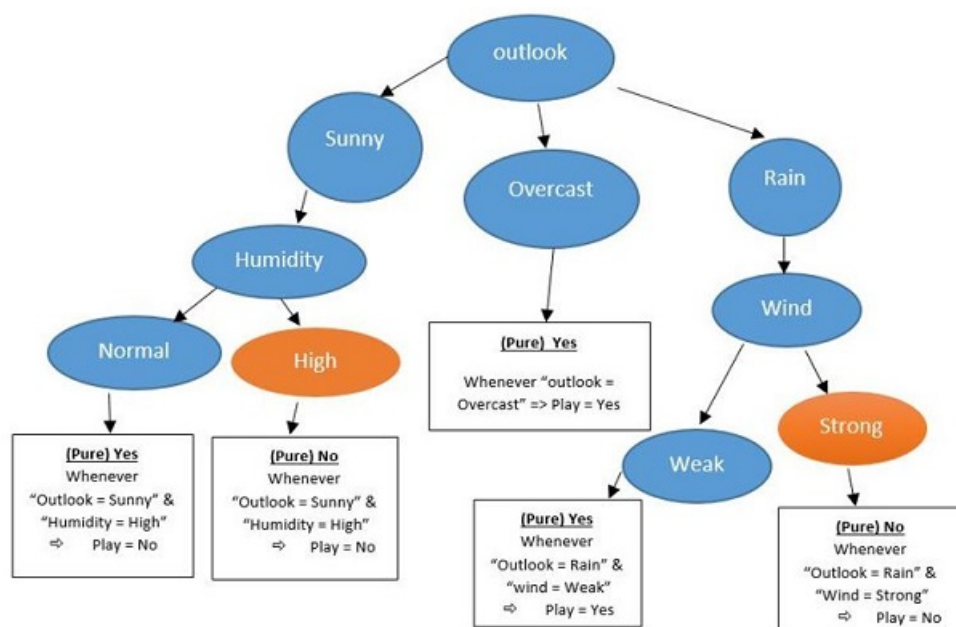 outlook
Sunny
Overcast
Rain
Humidity
Wind
Normal
High
Weak
Strong
(Pure) Yes
Whenever “outlook =
Overcast” => Play = Yes
(Pure) Yes
Whenever
“Outlook = Sunny” &
“Humidity = High”
⇨ Play = No
(Pure) No
Whenever
“Outlook = Sunny” &
“Humidity = High”
⇨ Play = No
(Pure) Yes
Whenever
“Outlook = Rain” &
“wind = Weak”
⇨ Play = Yes
(Pure) No
Whenever
“Outlook = Rain” &
“Wind = Strong”
⇨ Play = No